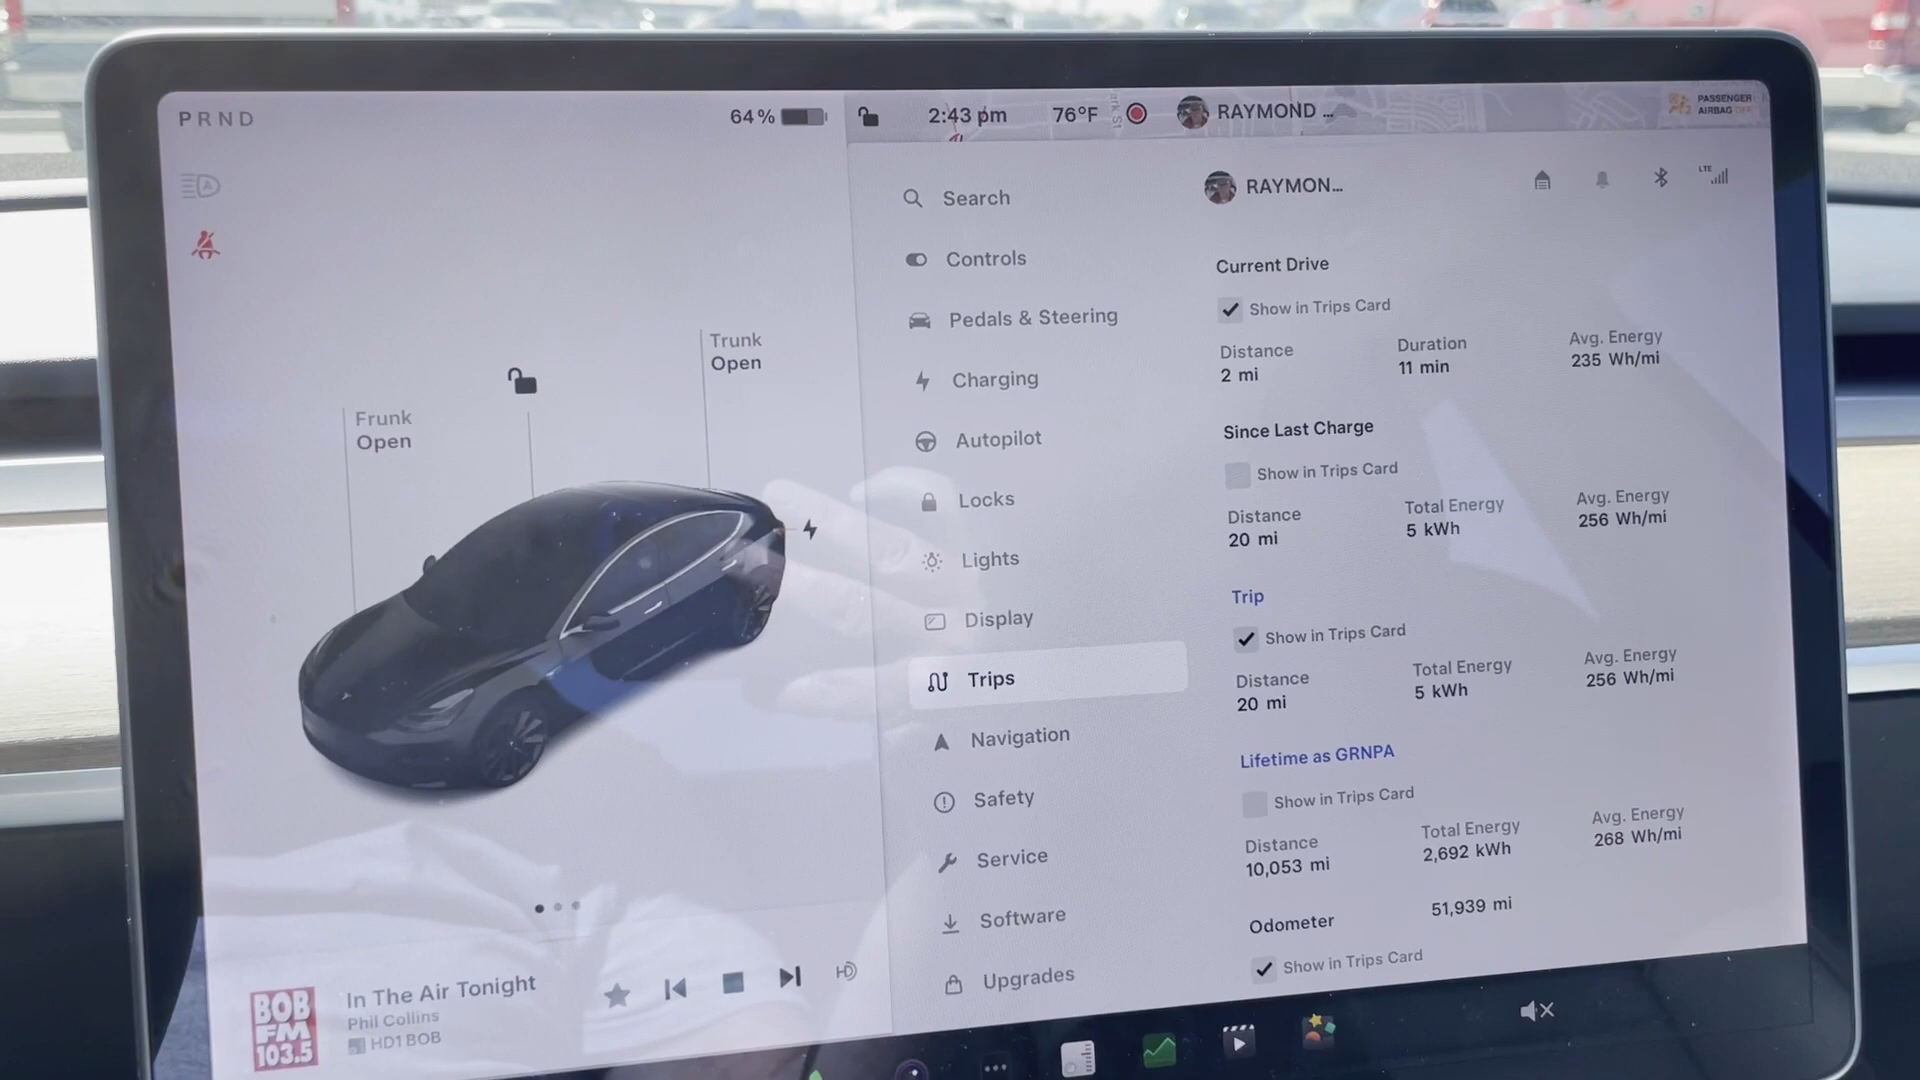 PRND
64%
2:43 pm
76°F
RAYMOND ...
PASSENGER
AIRBAG OFF
Trunk
Open
Frunk
Open
BOB
FM
103.5
In The Air Tonight
Phil Collins
HD1 BOB
HD
Search
Controls
Pedals & Steering
Charging
Autopilot
Locks
Lights
Display
Trips
Navigation
Safety
Service
Software
Upgrades
RAYMON...
LTE
Current Drive
Show in Trips Card
Distance Duration Avg. Energy
2 mi 11 min 235 Wh/mi
Since Last Charge
Show in Trips Card
Distance Total Energy Avg. Energy
20 mi 5 kWh 256 Wh/mi
Trip
Show in Trips Card
Distance Total Energy Avg. Energy
20 mi 5 kWh 256 Wh/mi
Lifetime as GRNPA
Show in Trips Card
Distance Total Energy Avg. Energy
10,053 mi 2,692 kWh 268 Wh/mi
Odometer 51,939 mi
Show in Trips Card